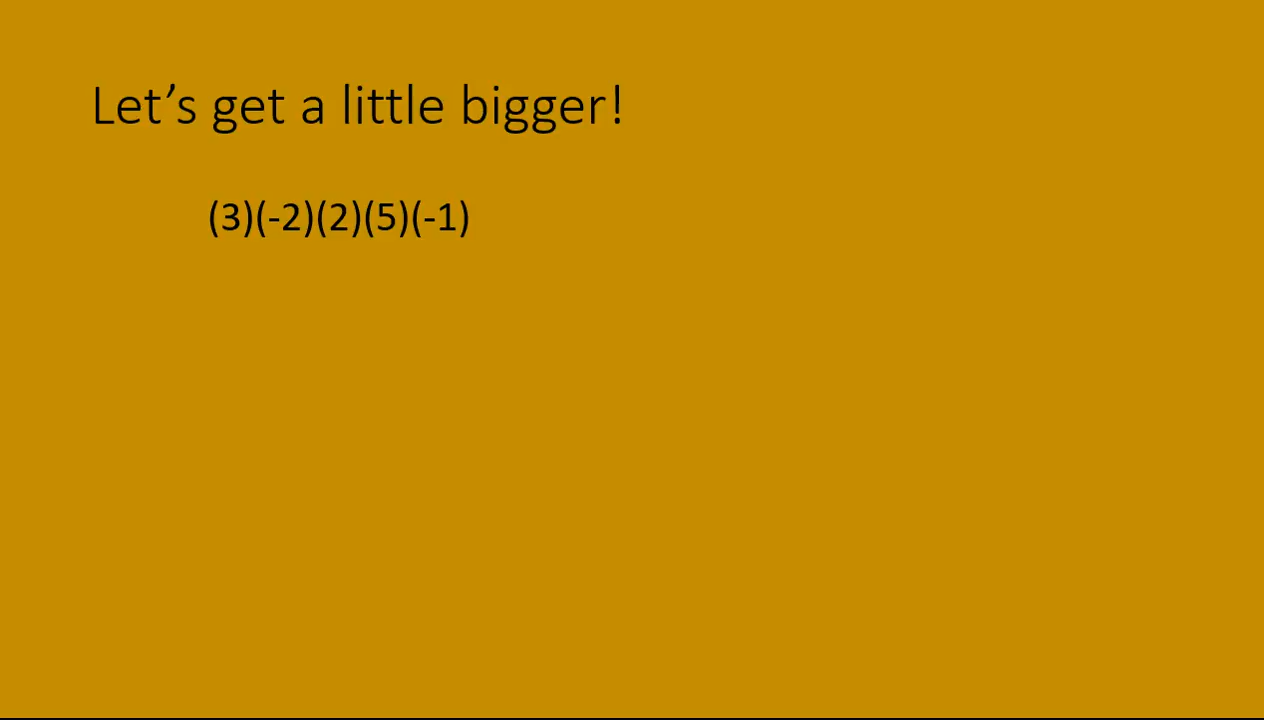 Let’s get a little bigger!
(3)(-2)(2)(5)(-1)